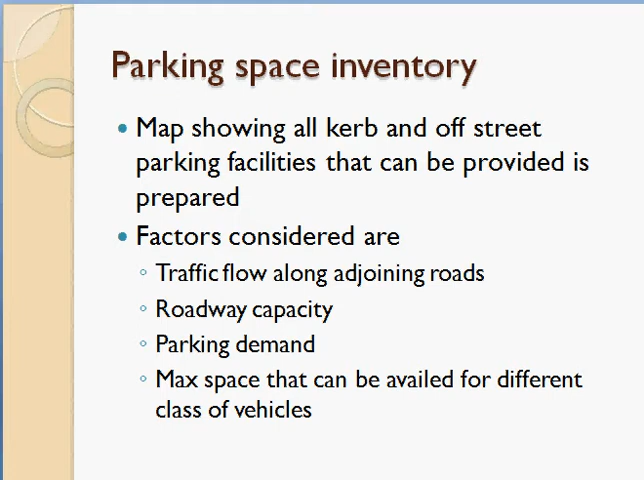 Parking space inventory
Map showing all kerb and off street
parking facilities that can be provided is
prepared
Factors considered are
Traffic flow along adjoining roads
Roadway capacity
Parking demand
Max space that can be availed for different
class of vehicles